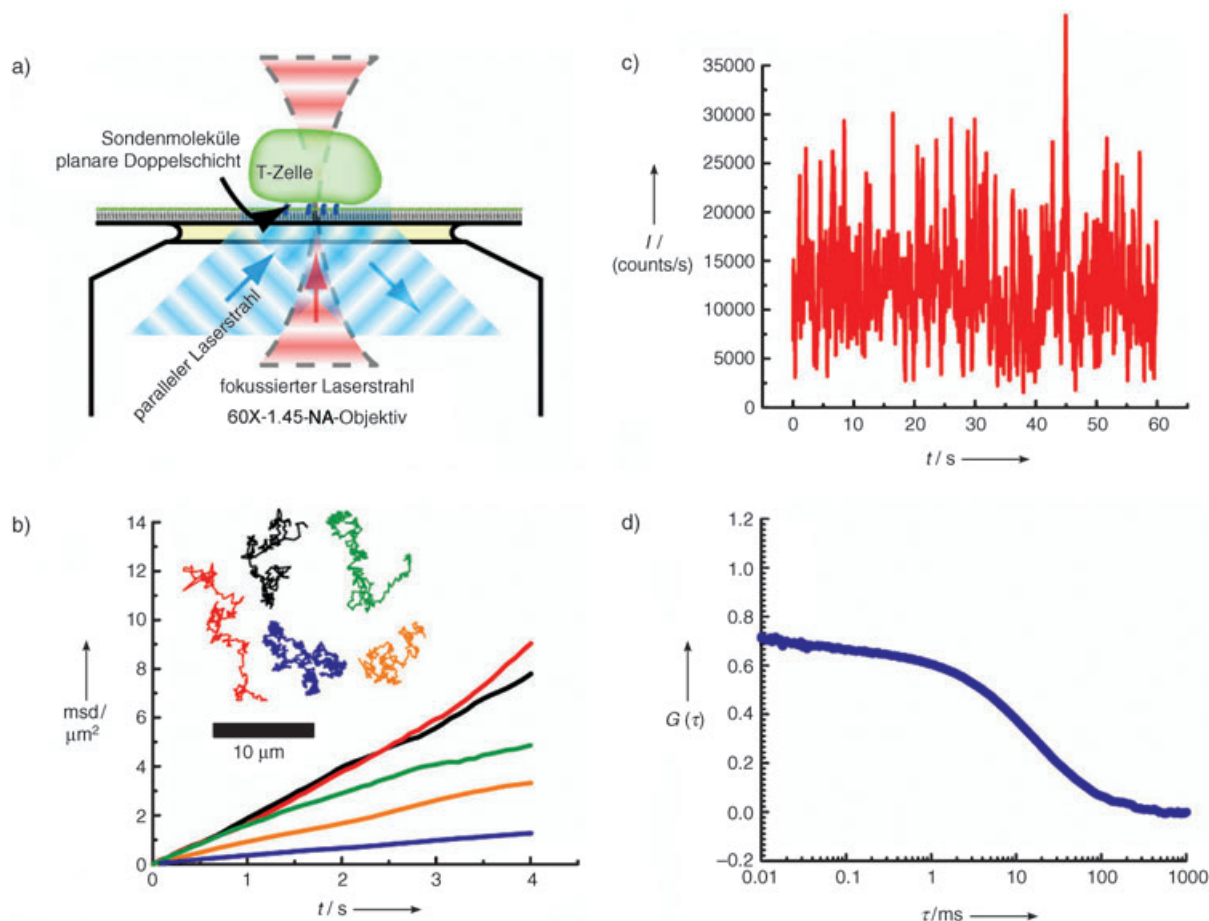 a)
Sondenmoleküle
planare Doppelschicht
T-Zelle
paralleler Laserstrahl
fokussierter Laserstrahl
60X-1.45-NA-Objektiv
b)
14
12
10
8
6
4
2
0
msd/
μm²
10 μm
0 1 2 3 4
t / s
c)
35000
30000
25000
20000
15000
10000
5000
0
I /
(counts/s)
0 10 20 30 40 50 60
t / s
d)
1.2
1.0
0.8
0.6
0.4
0.2
0.0
−0.2
G (τ)
0.01 0.1 1 10 100 1000
τ/ms